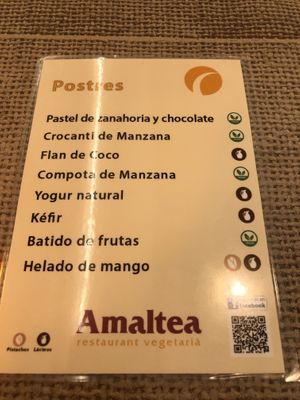 Postres
Pastel de zanahoria y chocolate
Crocanti de Manzana
Flan de Coco
Compota de Manzana
Yogur natural
Kéfir
Batido de frutas
Helado de mango
Amaltea
restaurant vegetarià
Pistachos Lácteos
facebook